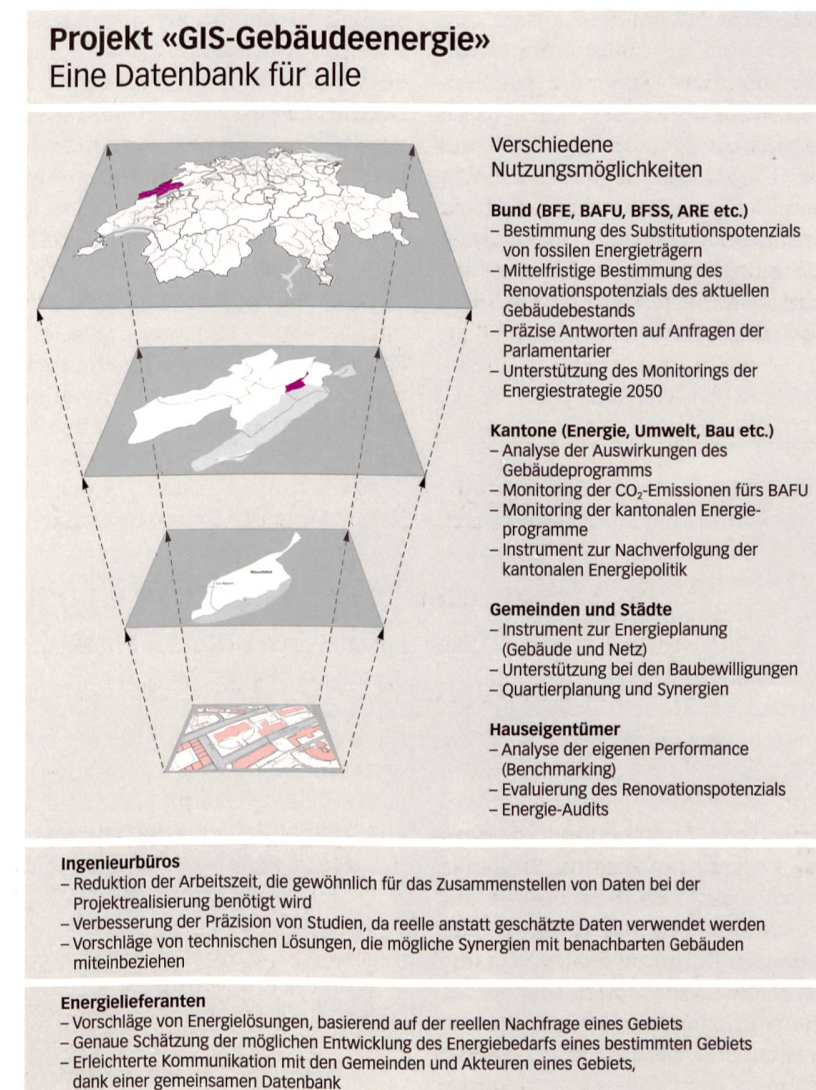 Projekt «GIS-Gebäudeenergie»
Eine Datenbank für alle
Verschiedene
Nutzungsmöglichkeiten
Bund (BFE, BAFU, BFSS, ARE etc.)
– Bestimmung des Substitutionspotenzials
von fossilen Energieträgern
– Mittelfristige Bestimmung des
Renovationspotenzials des aktuellen
Gebäudebestands
– Präzise Antworten auf Anfragen der
Parlamentarier
– Unterstützung des Monitorings der
Energiestrategie 2050
Kantone (Energie, Umwelt, Bau etc.)
– Analyse der Auswirkungen des
Gebäudeprogramms
– Monitoring der CO₂-Emissionen fürs BAFU
– Monitoring der kantonalen Energie-
programme
– Instrument zur Nachverfolgung der
kantonalen Energiepolitik
Gemeinden und Städte
– Instrument zur Energieplanung
(Gebäude und Netz)
– Unterstützung bei den Baubewilligungen
– Quartierplanung und Synergien
Hauseigentümer
– Analyse der eigenen Performance
(Benchmarking)
– Evaluierung des Renovationspotenzials
– Energie-Audits
Ingenieurbüros
– Reduktion der Arbeitszeit, die gewöhnlich für das Zusammenstellen von Daten bei der
Projektrealisierung benötigt wird
– Verbesserung der Präzision von Studien, da reelle anstatt geschätzte Daten verwendet werden
– Vorschläge von technischen Lösungen, die mögliche Synergien mit benachbarten Gebäuden
miteinbeziehen
Energielieferanten
– Vorschläge von Energielösungen, basierend auf der reellen Nachfrage eines Gebiets
– Genaue Schätzung der möglichen Entwicklung des Energiebedarfs eines bestimmten Gebiets
– Erleichterte Kommunikation mit den Gemeinden und Akteuren eines Gebiets,
dank einer gemeinsamen Datenbank